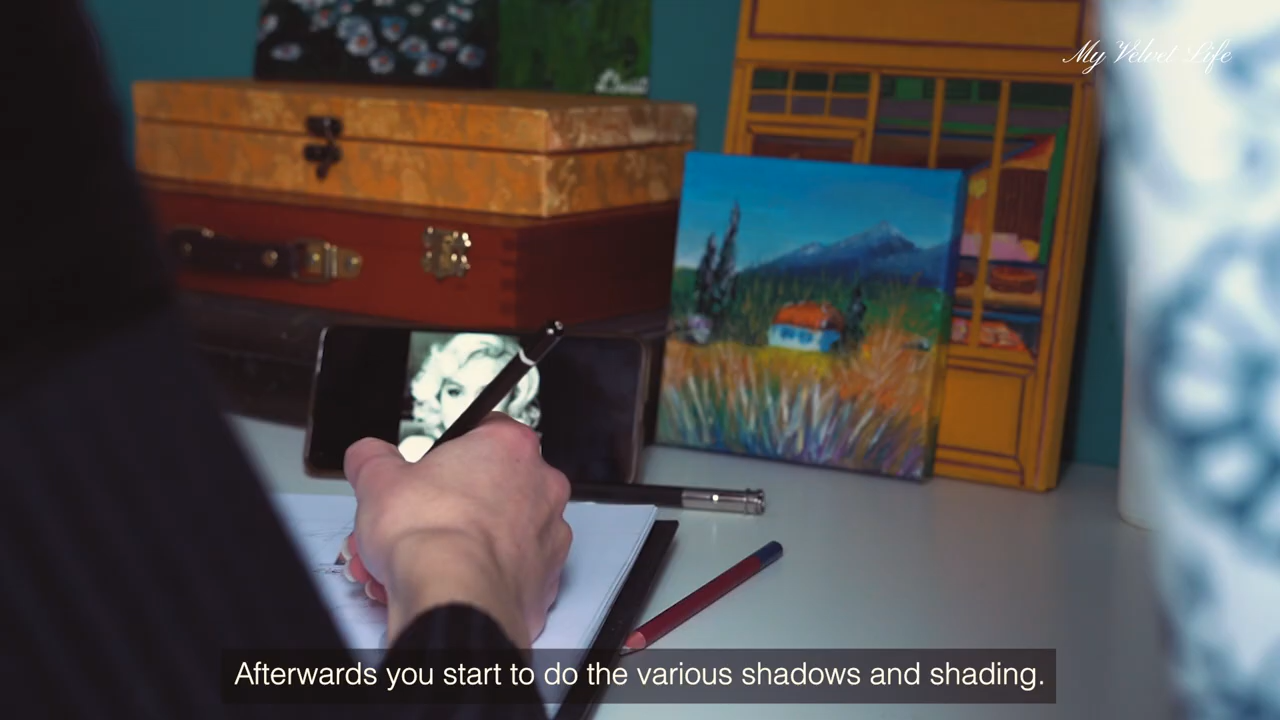 My Velvet Life
Afterwards you start to do the various shadows and shading.